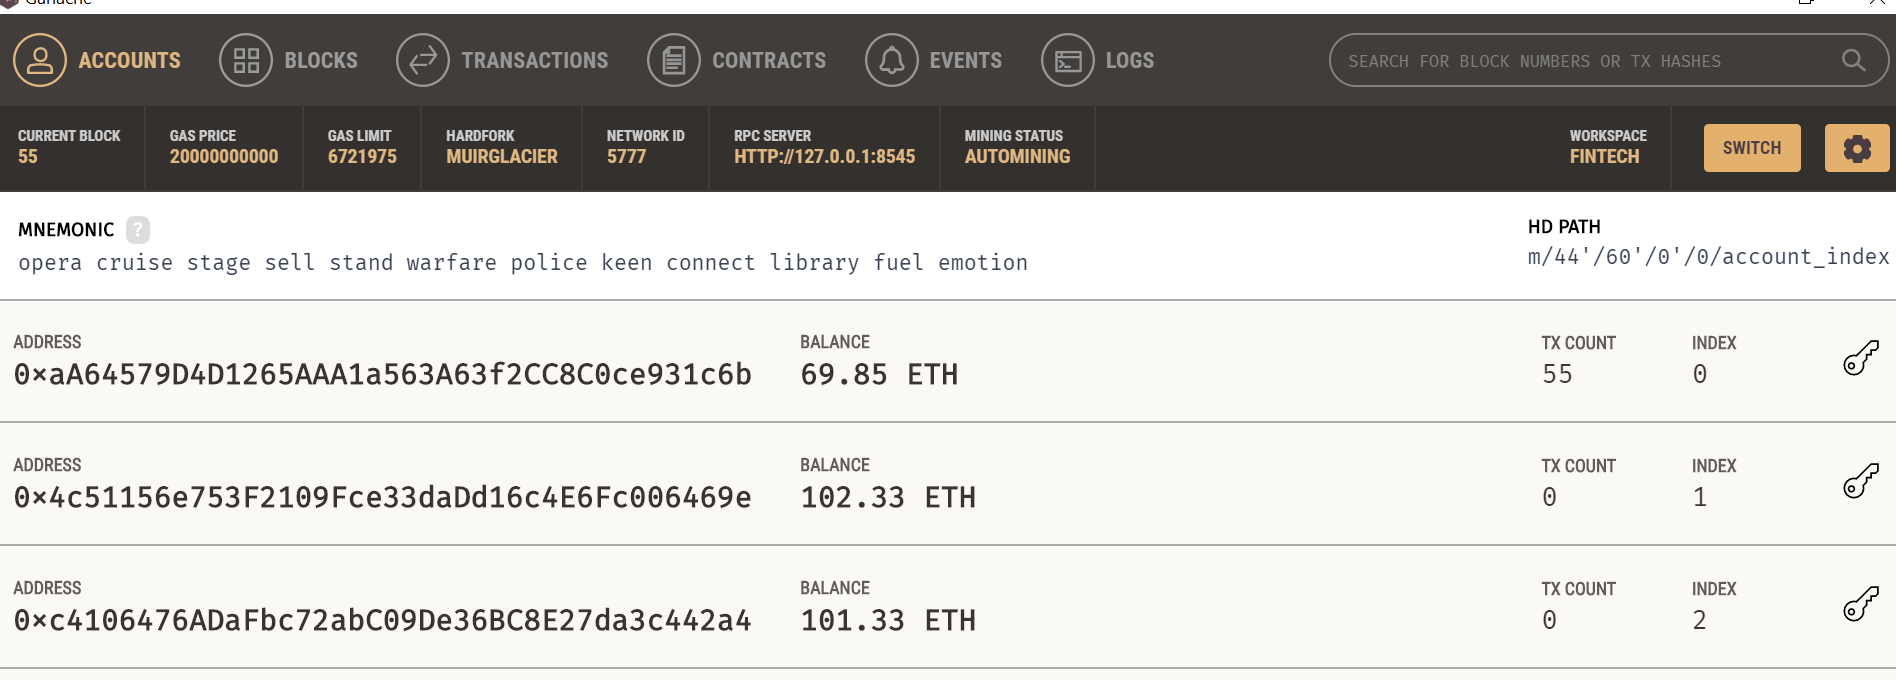 Ganache
ACCOUNTS BLOCKS TRANSACTIONS CONTRACTS EVENTS LOGS SEARCH FOR BLOCK NUMBERS OR TX HASHES
CURRENT BLOCK GAS PRICE GAS LIMIT HARDFORK NETWORK ID RPC SERVER MINING STATUS WORKSPACE
55 20000000000 6721975 MUIRGLACIER 5777 HTTP://127.0.0.1:8545 AUTOMINING FINTECH SWITCH
MNEMONIC ? HD PATH
opera cruise stage sell stand warfare police keen connect library fuel emotion m/44'/60'/0'/0/account_index
ADDRESS BALANCE TX COUNT INDEX
0×aA64579D4D1265AAA1a563A63f2CC8C0ce931c6b 69.85 ETH 55 0
ADDRESS BALANCE TX COUNT INDEX
0×4c51156e753F2109Fce33daDd16c4E6Fc006469e 102.33 ETH 0 1
ADDRESS BALANCE TX COUNT INDEX
0×c4106476ADaFbc72abC09De36BC8E27da3c442a4 101.33 ETH 0 2